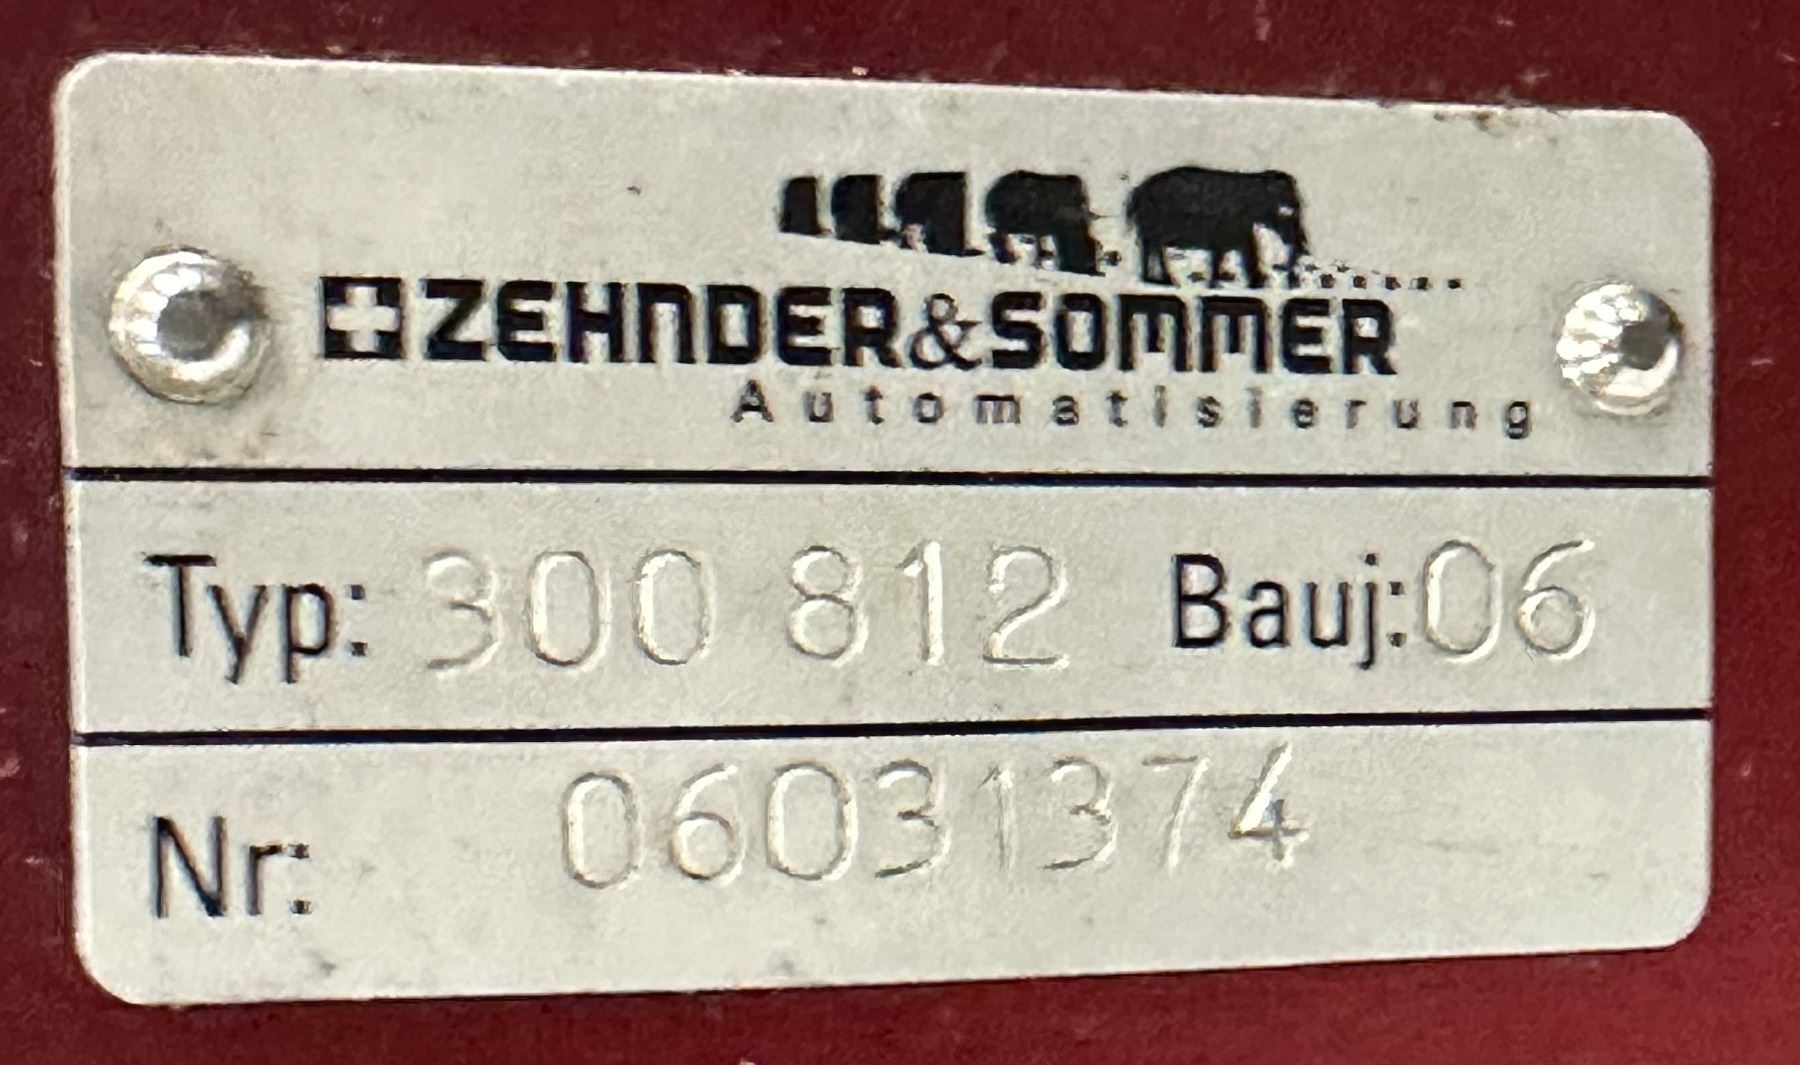 ZEHNDER&SOMMER
Automatisierung
Typ: 300 812 Bauj: 06
Nr: 06031374